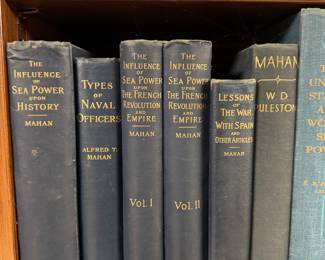 THE
INFLUENCE
OF
SEA POWER
UPON
HISTORY
MAHAN
TYPES
OF
NAVAL
OFFICERS
ALFRED T.
MAHAN
THE
INFLUENCE
OF
SEA POWER
UPON
THE FRENCH
REVOLUTION
AND
EMPIRE
MAHAN
Vol. I
THE
INFLUENCE
OF
SEA POWER
UPON
THE FRENCH
REVOLUTION
AND
EMPIRE
MAHAN
Vol. II
LESSONS
OF
THE WAR
WITH SPAIN
AND
OTHER ARTICLES
MAHAN
MAHAN
W D
PULESTON